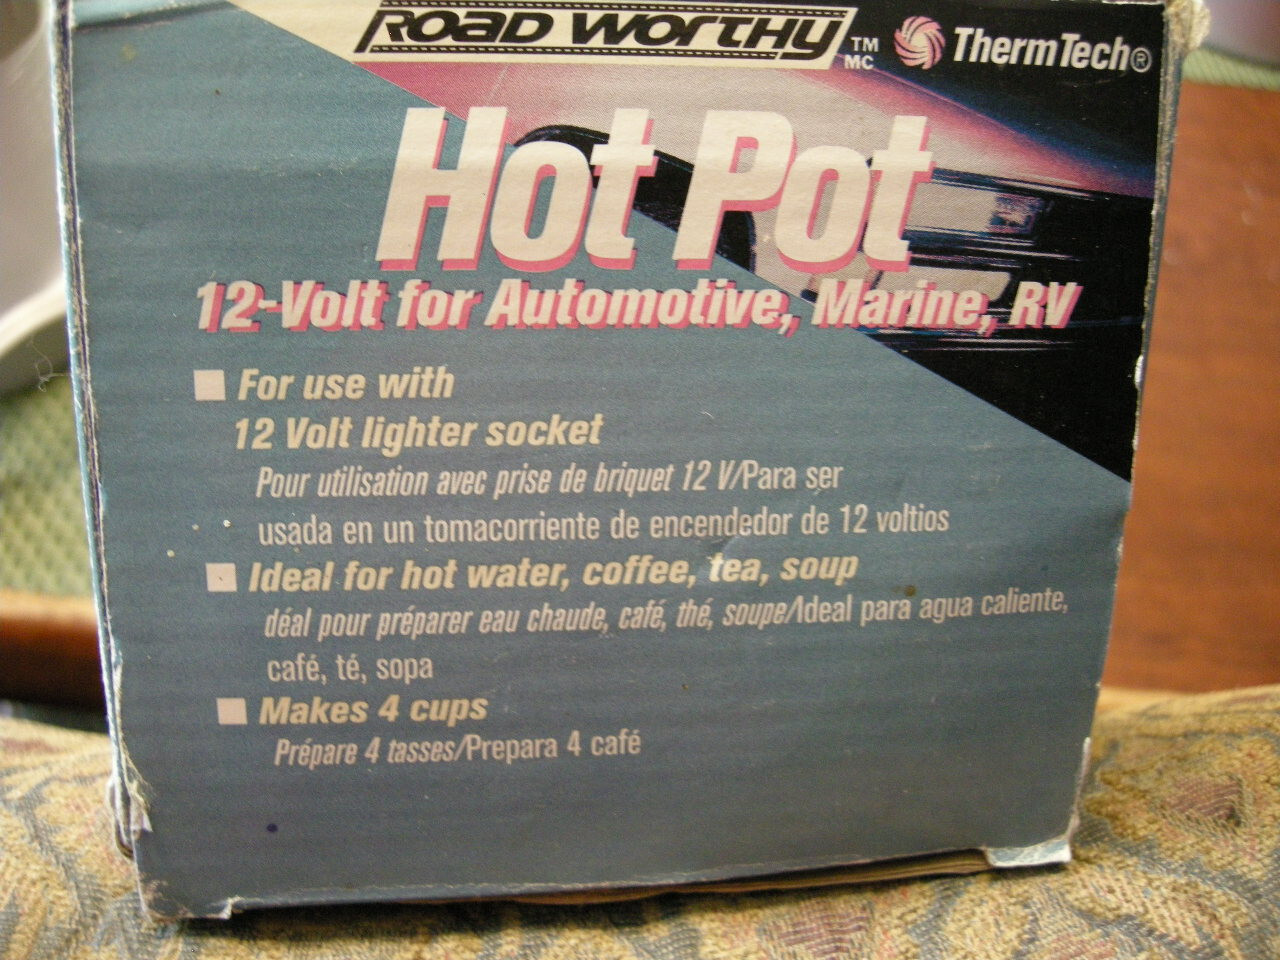 ROAD WORTHY TM MC ThermTech®
Hot Pot
12-Volt for Automotive, Marine, RV
For use with
12 Volt lighter socket
Pour utilisation avec prise de briquet 12 V/Para ser
usada en un tomacorriente de encendedor de 12 voltios
Ideal for hot water, coffee, tea, soup
déal pour préparer eau chaude, café, thé, soupe/Ideal para agua caliente,
café, té, sopa
Makes 4 cups
Prépare 4 tasses/Prepara 4 café